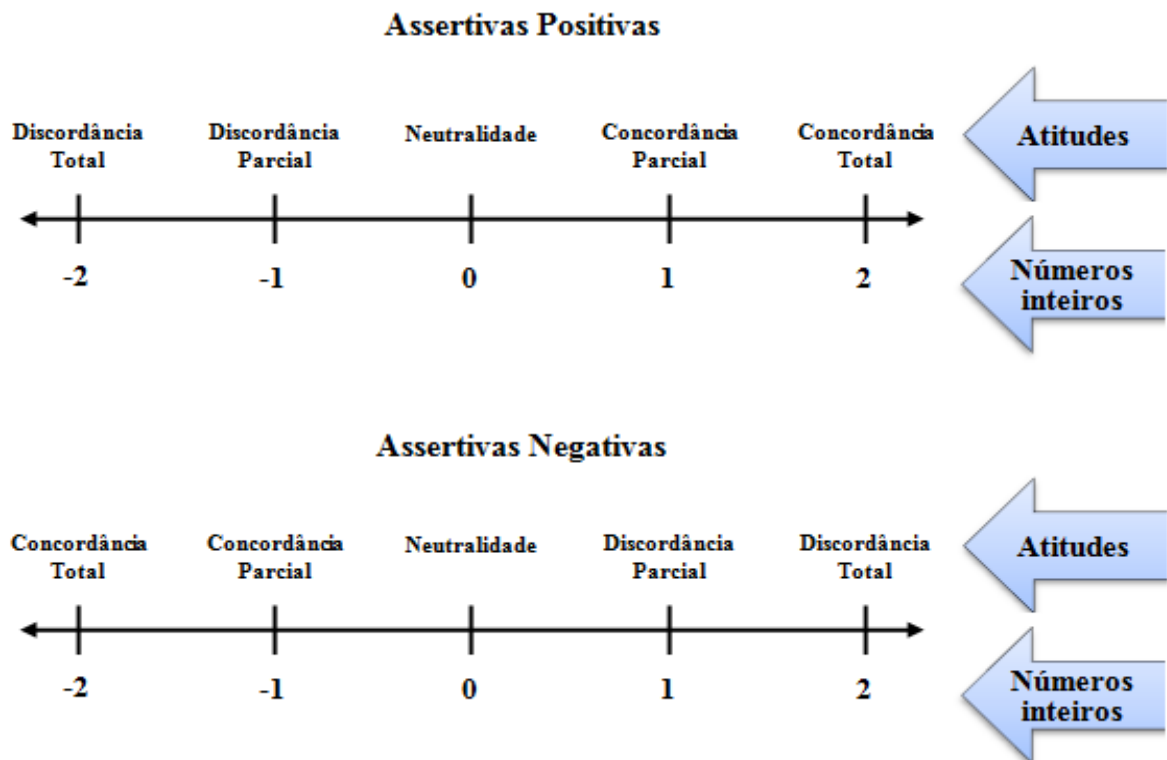 Assertivas Positivas
Discordância Total
Discordância Parcial
Neutralidade
Concordância Parcial
Concordância Total
Atitudes
-2 -1 0 1 2
Números
inteiros
Assertivas Negativas
Concordância Total
Concordância Parcial
Neutralidade
Discordância Parcial
Discordância Total
Atitudes
-2 -1 0 1 2
Números
inteiros